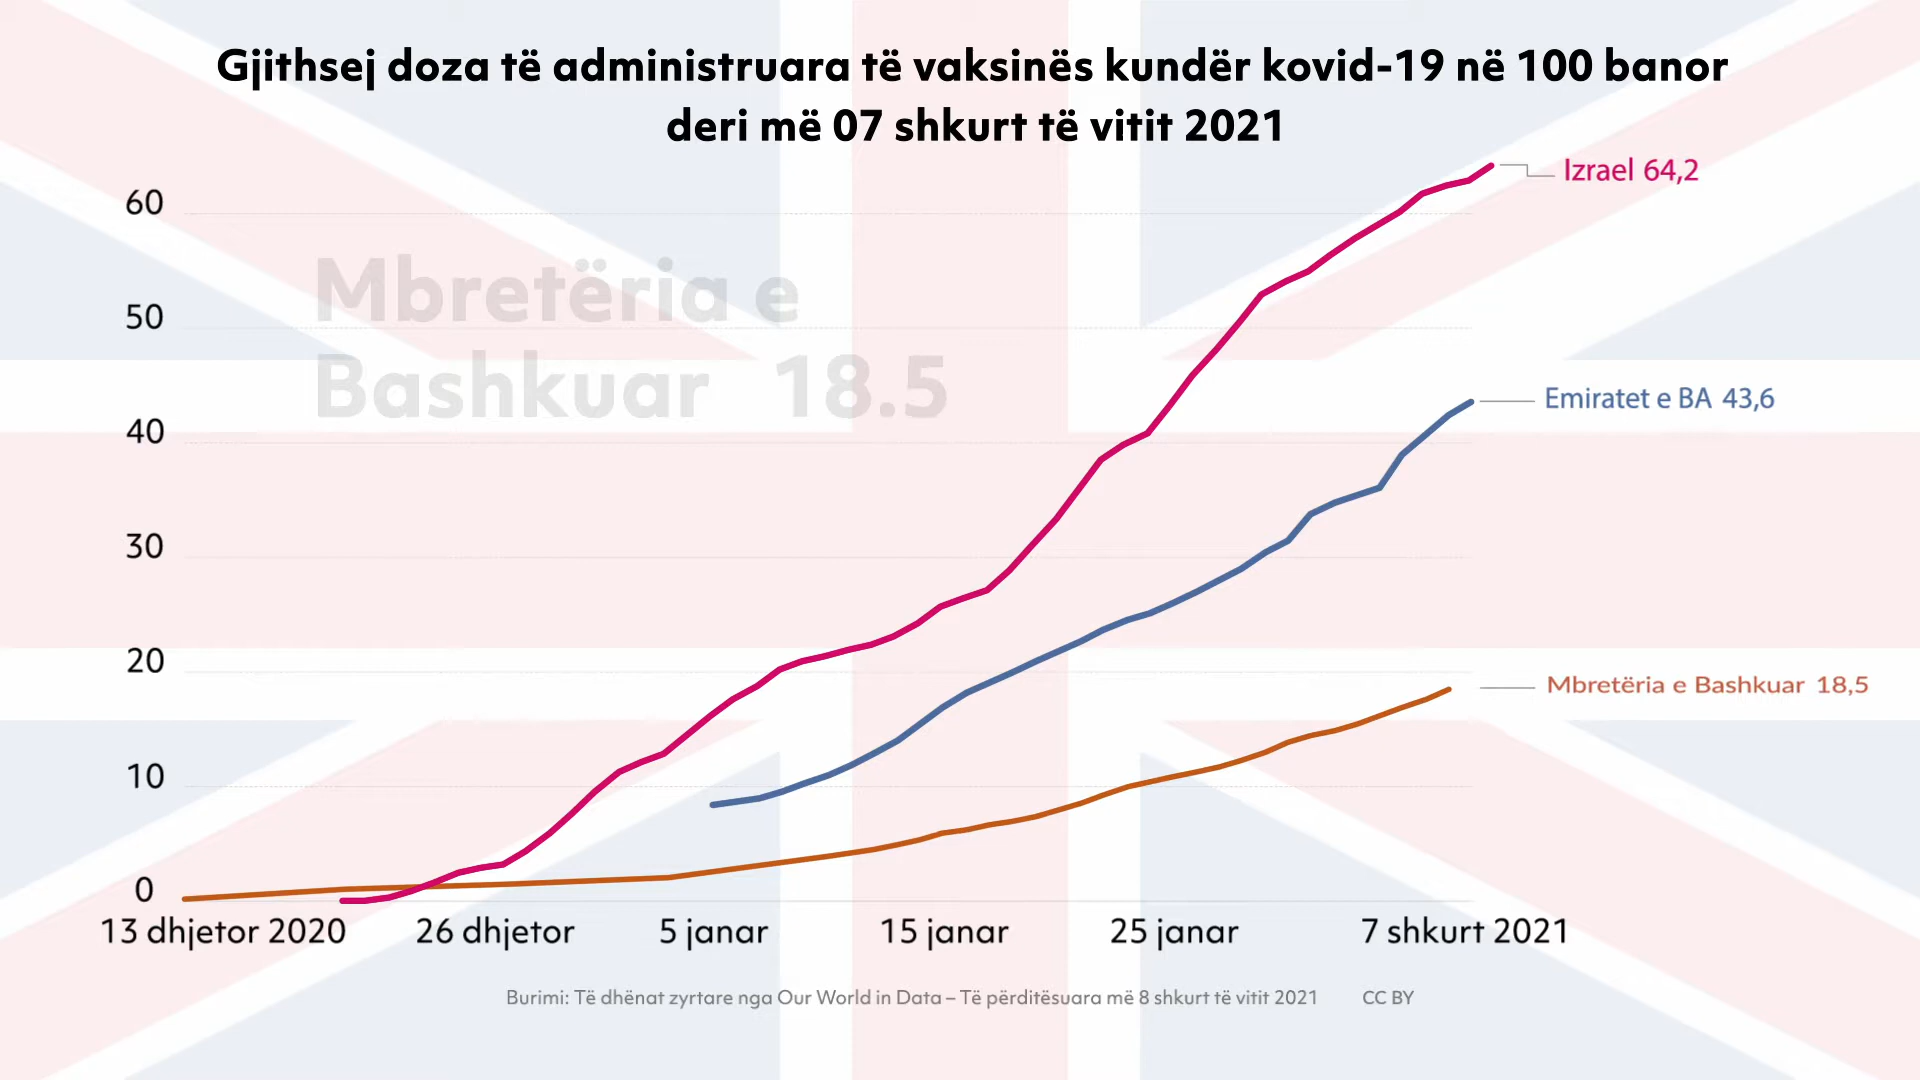 Gjithsej doza të administruara të vaksinës kundër kovid-19 në 100 banor
deri më 07 shkurt të vitit 2021
Izrael 64,2
60
Mbretëria e
Bashkuar 18.5
50
Emiratet e BA 43,6
40
30
20
Mbretëria e Bashkuar 18,5
10
0
13 dhjetor 2020 26 dhjetor 5 janar 15 janar 25 janar 7 shkurt 2021
Burimi: Të dhënat zyrtare nga Our World in Data – Të përditësuara më 8 shkurt të vitit 2021 CC BY